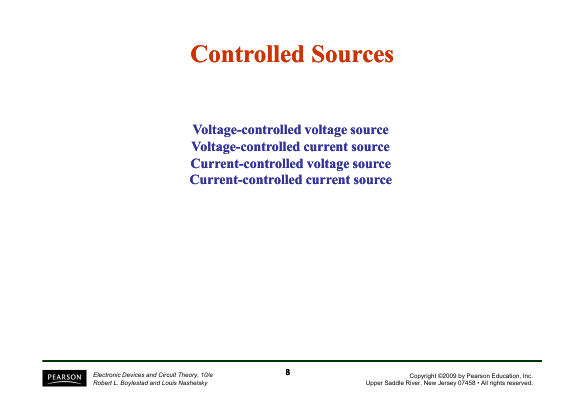 Controlled Sources
Voltage-controlled voltage source
Voltage-controlled current source
Current-controlled voltage source
Current-controlled current source
PEARSON
Electronic Devices and Circuit Theory, 10/e
Robert L. Boylestad and Louis Nashelsky
8
Copyright ©2009 by Pearson Education, Inc.
Upper Saddle River, New Jersey 07458 • All rights reserved.